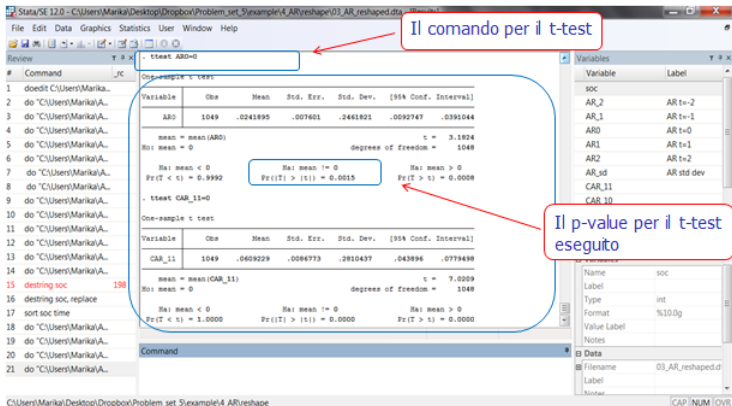 Stata/SE 12.0 - C:\Users\Marika\Desktop\Dropbox\Problem_set_5\example\4_AR\reshape\03_AR_reshaped.dta - [Results]
File Edit Data Graphics Statistics User Window Help
Il comando per il t-test
Review
# Command _rc
1 doedit C:\Users\Marika...
2 do "C:\Users\Marika\A...
3 do "C:\Users\Marika\A...
4 do "C:\Users\Marika\A...
5 do "C:\Users\Marika\A...
6 do "C:\Users\Marika\A...
7 do "C:\Users\Marika\A...
8 do "C:\Users\Marika\A...
9 do "C:\Users\Marika\A...
10 do "C:\Users\Marika\A...
11 do "C:\Users\Marika\A...
12 do "C:\Users\Marika\A...
13 do "C:\Users\Marika\A...
14 do "C:\Users\Marika\A...
15 destring soc 198
16 destring soc, replace
17 sort soc time
18 do "C:\Users\Marika\A...
19 do "C:\Users\Marika\A...
20 do "C:\Users\Marika\A...
21 do "C:\Users\Marika\A...
. ttest AR0=0
One-sample t test
Variable Obs Mean Std. Err. Std. Dev. [95% Conf. Interval]
AR0 1049 .0241895 .007601 .2461821 .0092747 .0391044
mean = mean(AR0) t = 3.1824
Ho: mean = 0 degrees of freedom = 1048
Ha: mean < 0 Ha: mean != 0 Ha: mean > 0
Pr(T < t) = 0.9992 Pr(|T| > |t|) = 0.0015 Pr(T > t) = 0.0008
. ttest CAR_11=0
One-sample t test
Variable Obs Mean Std. Err. Std. Dev. [95% Conf. Interval]
CAR_11 1049 .0609229 .0086773 .2810437 .043896 .0779498
mean = mean(CAR_11) t = 7.0209
Ho: mean = 0 degrees of freedom = 1048
Ha: mean < 0 Ha: mean != 0 Ha: mean > 0
Pr(T < t) = 1.0000 Pr(|T| > |t|) = 0.0000 Pr(T > t) = 0.0000
Command
Variables
Variable Label
soc
AR_2 AR t=-2
AR_1 AR t=-1
AR0 AR t=0
AR1 AR t=1
AR2 AR t=2
AR_sd AR std dev
CAR_11
CAR_10
Il p-value per il t-test
eseguito
Variables
Name soc
Label
Type int
Format %10.0g
Value Label
Notes
Data
Filename 03_AR_reshaped.dt
Label
Notes
C:\Users\Marika\Desktop\Dropbox\Problem_set_5\example\4_AR\reshape
CAP NUM OVR